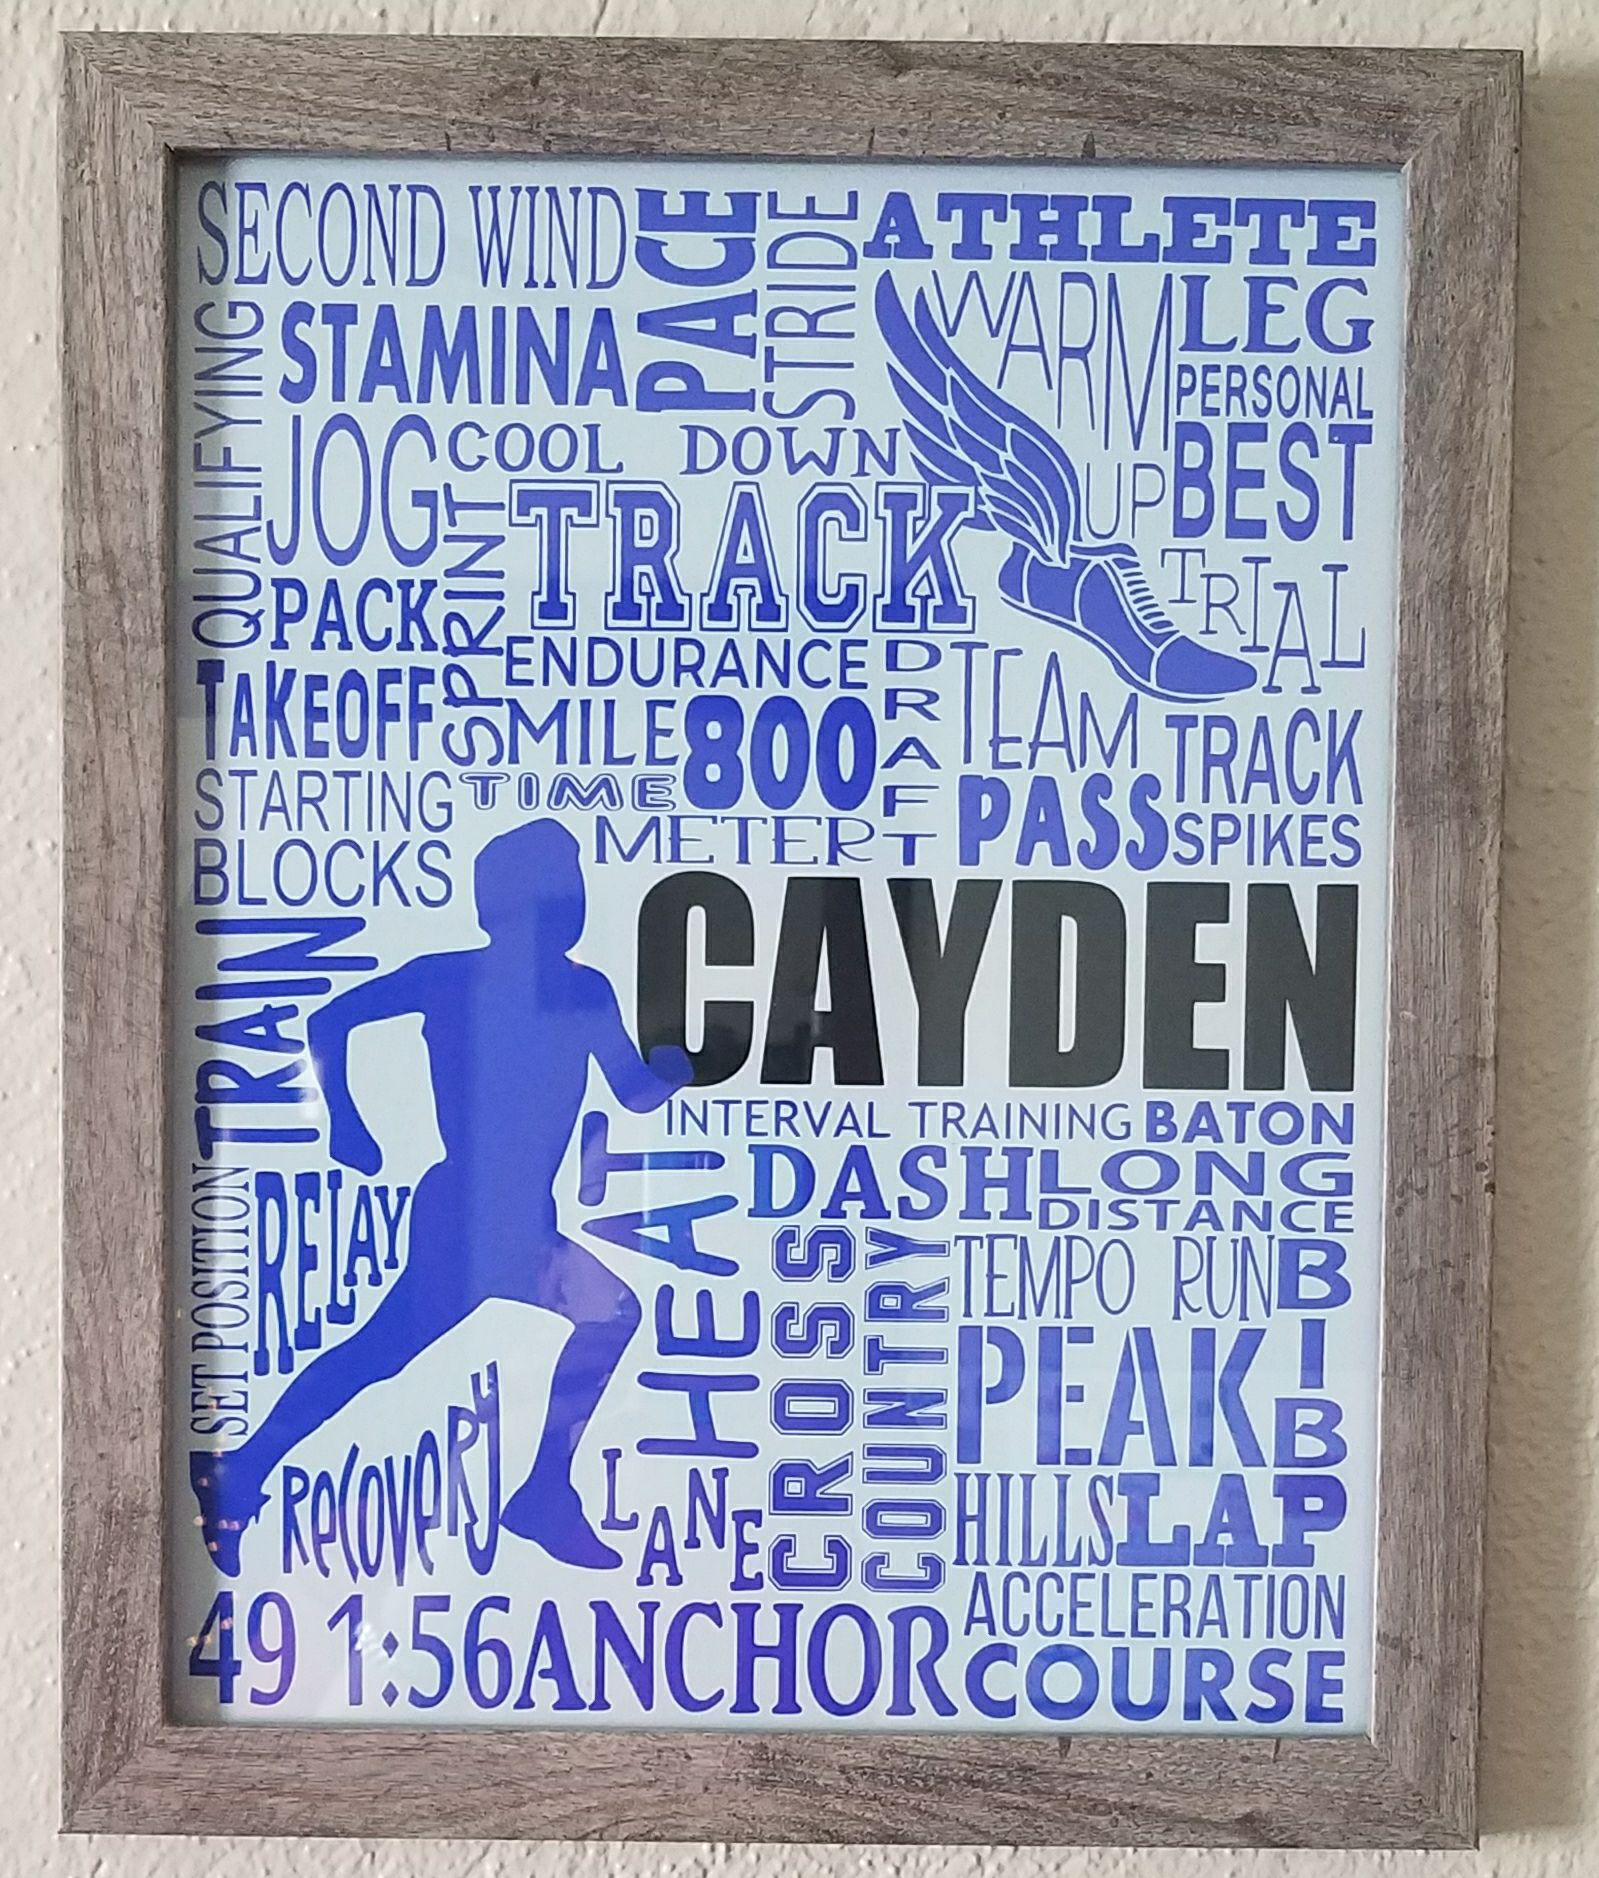 SECOND WIND
PACE
STRIDE
ATHLETE
QUALIFYING
STAMINA
WARM
UP
LEG
PERSONAL
BEST
JOG
COOL DOWN
SPRINT
TRACK
TRIAL
PACK
ENDURANCE
DRAFT
TEAM
TAKEOFF
MILE
800
TRACK
SPIKES
STARTING
BLOCKS
TIME
METER
PASS
CAYDEN
TRAIN
INTERVAL TRAINING
BATON
HEAT
DASH
LONG
DISTANCE
SET POSITION
RELAY
CROSS
COUNTRY
TEMPO RUN
BIB
PEAK
RECOVERY
LANE
HILLS
LAP
ACCELERATION
49 1:56
ANCHOR
COURSE